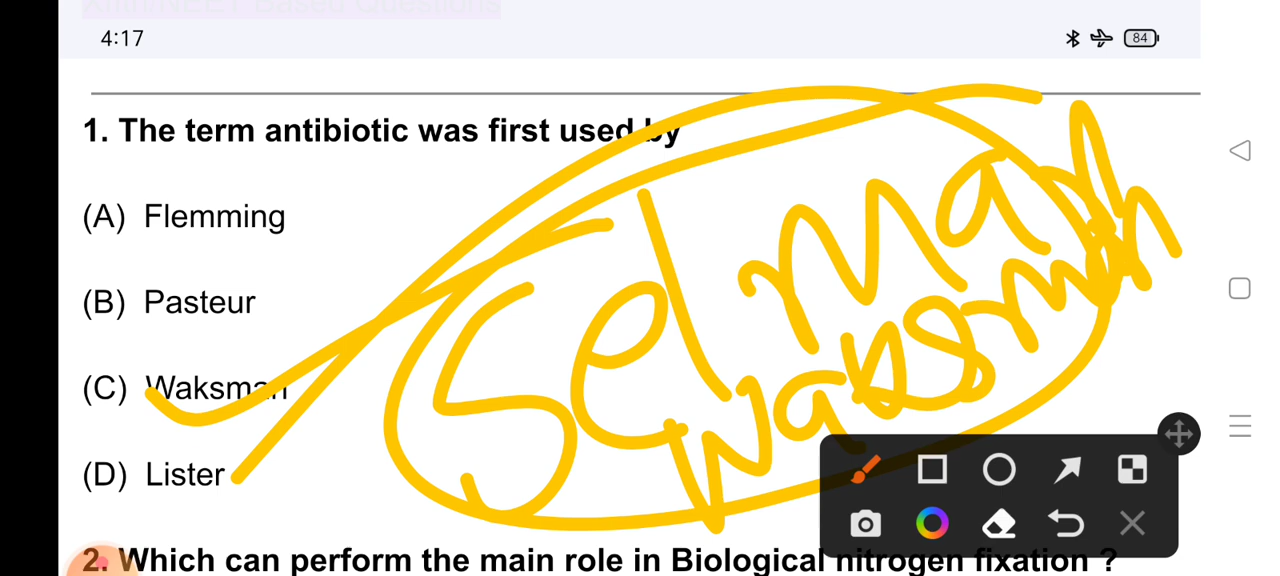 4:17
84
1. The term antibiotic was first used by
(A) Flemming
(B) Pasteur
(C) Waksman
(D) Lister
Selman
Waksman
2. Which can perform the main role in Biological nitrogen fixation ?